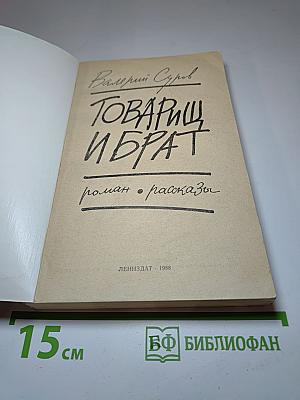 Валерий Суров
ТОВАРИЩ
И БРАТ
роман • рассказы
ЛЕНИЗДАТ · 1988
15 см
БФ БИБЛИОФАН